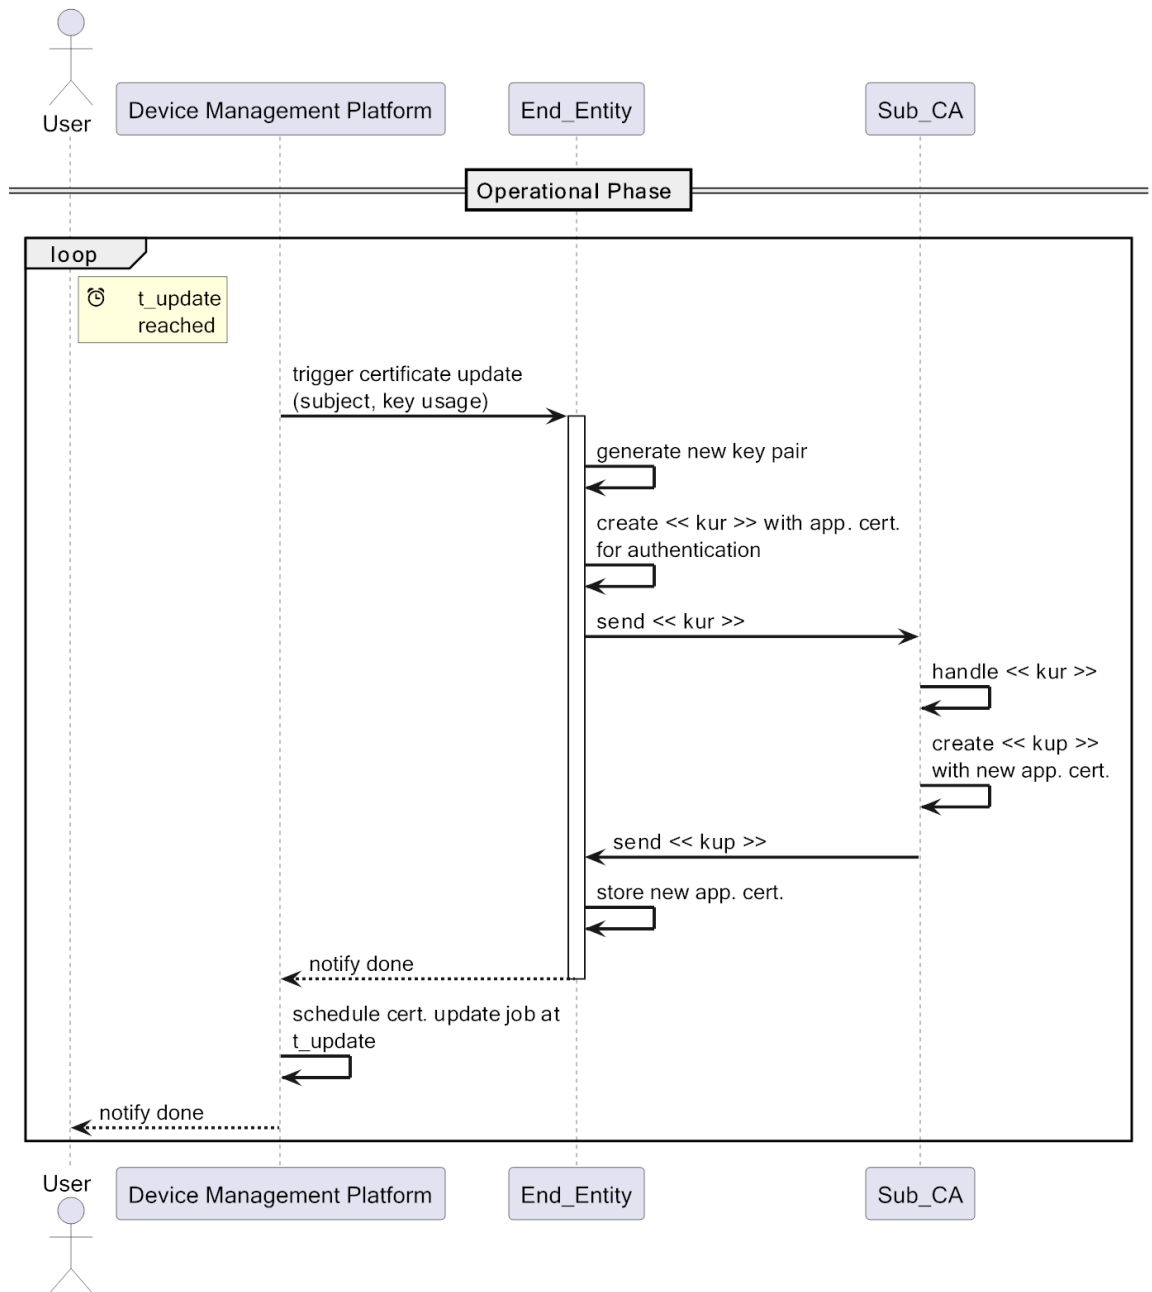 User
Device Management Platform
End_Entity
Sub_CA
Operational Phase
loop
t_update
reached
trigger certificate update
(subject, key usage)
generate new key pair
create << kur >> with app. cert.
for authentication
send << kur >>
handle << kur >>
create << kup >>
with new app. cert.
send << kup >>
store new app. cert.
notify done
schedule cert. update job at
t_update
notify done
User
Device Management Platform
End_Entity
Sub_CA